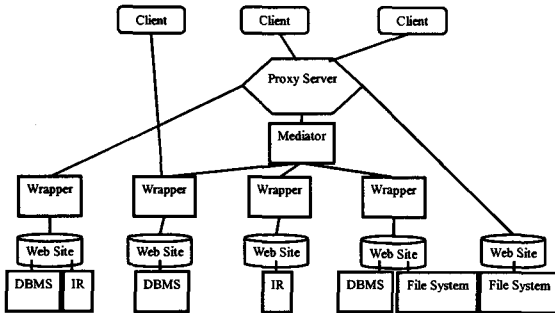 Client Client Client
Proxy Server
Mediator
Wrapper Wrapper Wrapper Wrapper
Web Site Web Site Web Site Web Site Web Site
DBMS IR DBMS IR DBMS File System File System